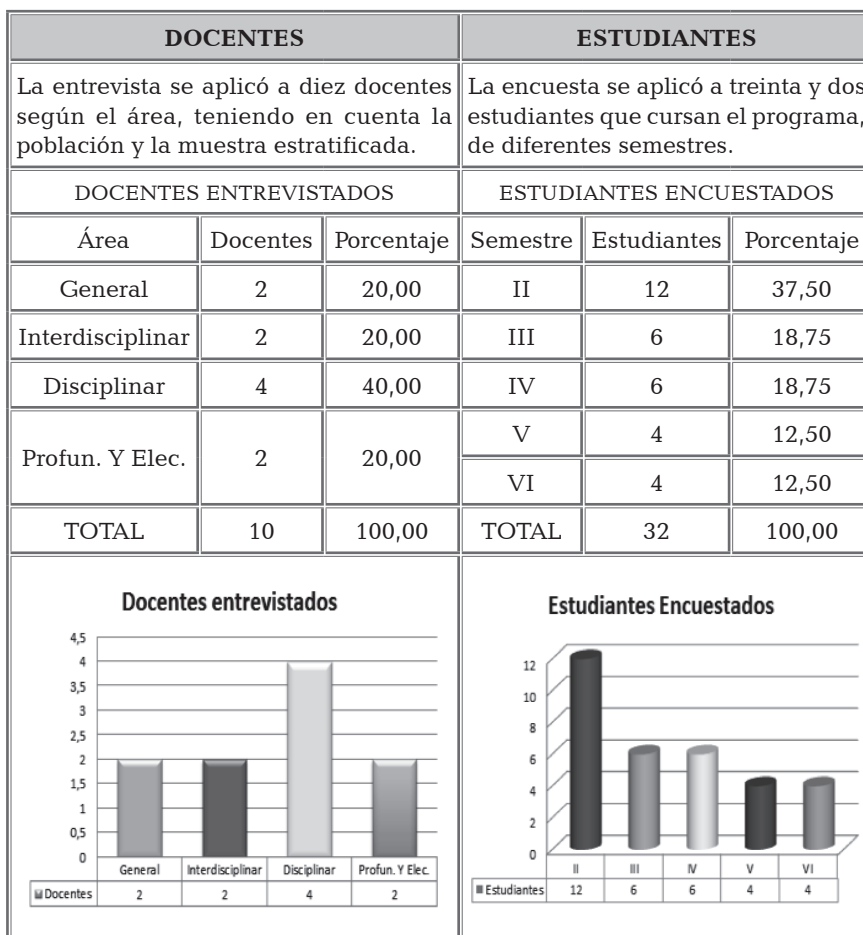 DOCENTES
ESTUDIANTES
La entrevista se aplicó a diez docentes
según el área, teniendo en cuenta la
población y la muestra estratificada.
La encuesta se aplicó a treinta y dos
estudiantes que cursan el programa,
de diferentes semestres.
DOCENTES ENTREVISTADOS
ESTUDIANTES ENCUESTADOS
Área Docentes Porcentaje Semestre Estudiantes Porcentaje
General 2 20,00 II 12 37,50
Interdisciplinar 2 20,00 III 6 18,75
Disciplinar 4 40,00 IV 6 18,75
Profun. Y Elec. 2 20,00 V 4 12,50
VI 4 12,50
TOTAL 10 100,00 TOTAL 32 100,00
Docentes entrevistados
4,5
4
3,5
3
2,5
2
1,5
1
0,5
0
General Interdisciplinar Disciplinar Profun. Y Elec.
Docentes 2 2 4 2
Estudiantes Encuestados
12
10
8
6
4
2
0
II III IV V VI
Estudiantes 12 6 6 4 4